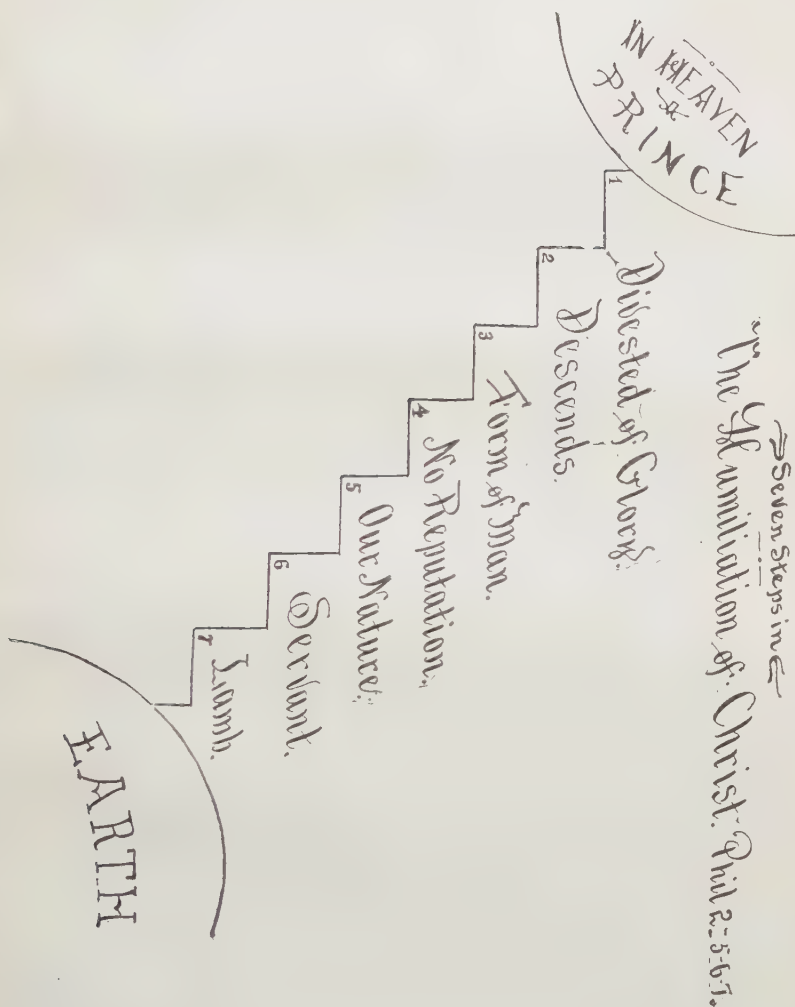 Seven Steps in
The Humiliation of Christ. Phil 2-5-6-7.
IN HEAVEN
A
PRINCE
1
Divested of Glory.
2
Descends.
3
Form of Man.
4
No Reputation.
5
Our Nature.
6
Servant.
7
Lamb.
EARTH